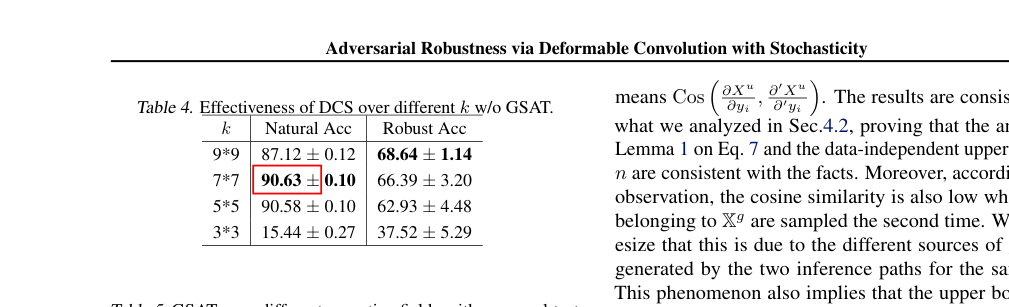 Adversarial Robustness via Deformable Convolution with Stochasticity
Table 4. Effectiveness of DCS over different k w/o GSAT.
k Natural Acc Robust Acc
9*9 87.12 ± 0.12 68.64 ± 1.14
7*7 90.63 ± 0.10 66.39 ± 3.20
5*5 90.58 ± 0.10 62.93 ± 4.48
3*3 15.44 ± 0.27 37.52 ± 5.29
means Cos (∂Xᵘ/∂yᵢ, ∂′Xᵘ/∂′yᵢ). The results are consis
what we analyzed in Sec.4.2, proving that the
Lemma 1 on Eq. 7 and the data-independent upper
n are consistent with the facts. Moreover, accordi
observation, the cosine similarity is also low wh
belonging to 𝕏ᵍ are sampled the second time. W
esize that this is due to the different sources of
generated by the two inference paths for the sa
This phenomenon also implies that the upper bo